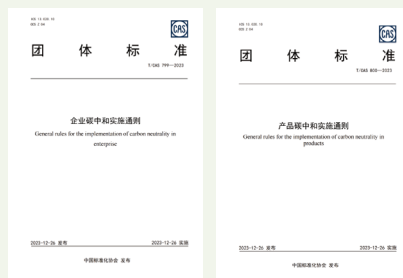 团 体 标 准
T/CAS 799—2023
企业碳中和实施通则
General rules for the implementation of carbon neutrality in
enterprise
2023-12-26 发布 2023-12-26 实施
中国标准化协会 发布
CAS
团 体 标 准
T/CAS 800—2023
产品碳中和实施通则
General rules for the implementation of carbon neutrality in
products
2023-12-26 发布 2023-12-26 实施
中国标准化协会 发布
CAS